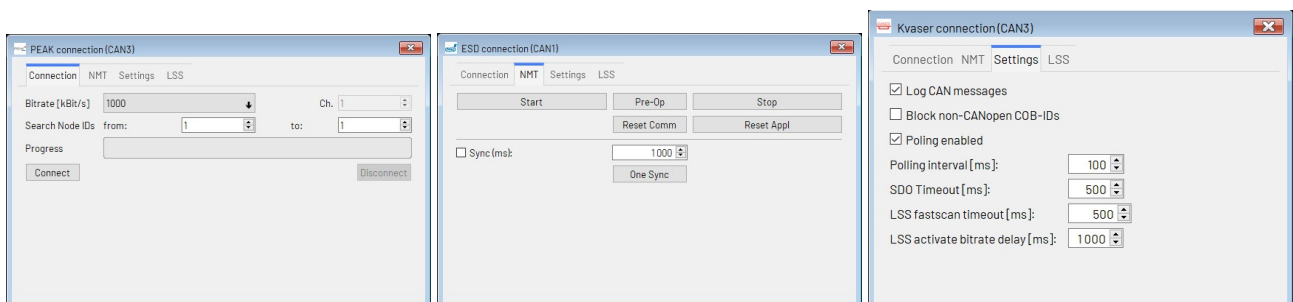 PEAK connection (CAN3)
Connection NMT Settings LSS
Bitrate [kBit/s] 1000 Ch. 1
Search Node IDs from: 1 to: 1
Progress
Connect Disconnect
ESD connection (CAN1)
Connection NMT Settings LSS
Start Pre-Op Stop
Reset Comm Reset Appl
Sync (ms): 1000
One Sync
Kvaser connection (CAN3)
Connection NMT Settings LSS
Log CAN messages
Block non-CANopen COB-IDs
Poling enabled
Polling interval [ms]: 100
SDO Timeout [ms]: 500
LSS fastscan timeout [ms]: 500
LSS activate bitrate delay [ms]: 1000